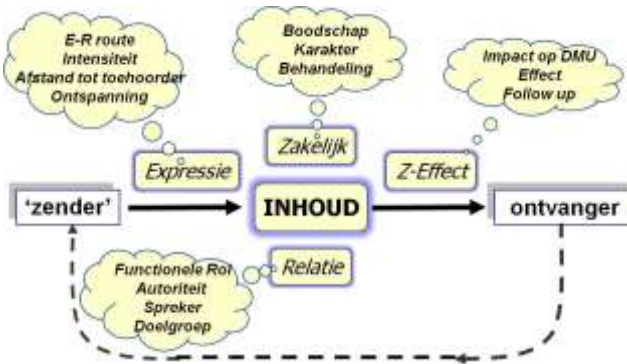 E-R route
Intensiteit
Afstand tot toehoorder
Ontspanning
Boodschap
Karakter
Behandeling
Impact op DMU
Effect
Follow up
Expressie
Zakelijk
Z-Effect
'zender'
INHOUD
ontvanger
Functionele Rol
Autoriteit
Spreker
Doelgroep
Relatie